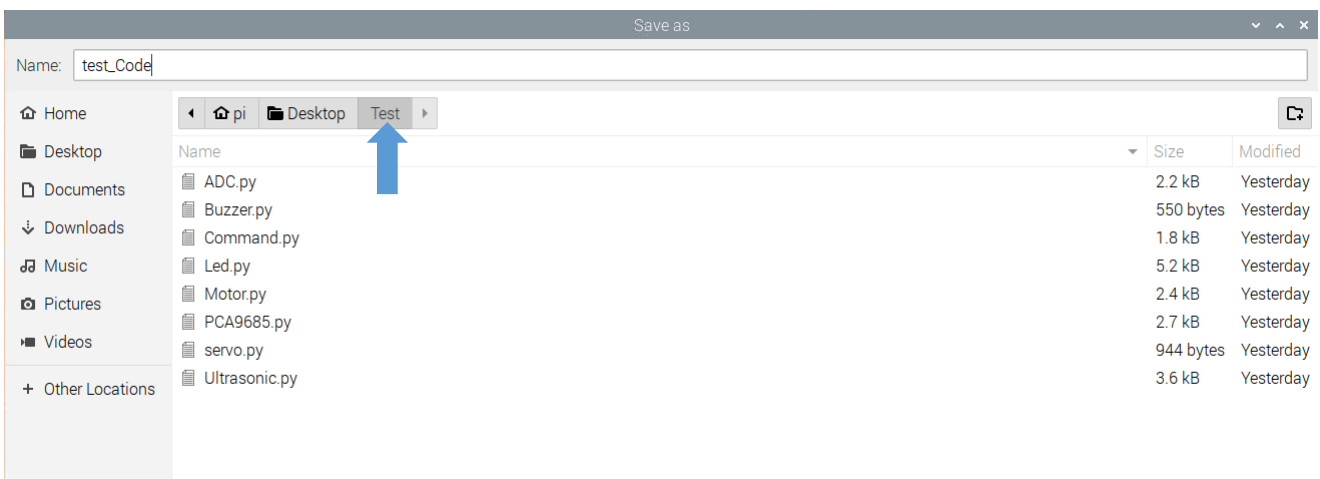 Save as
Name: test_Code
Home
Desktop
Documents
Downloads
Music
Pictures
Videos
+ Other Locations
pi Desktop Test
Name Size Modified
ADC.py 2.2 kB Yesterday
Buzzer.py 550 bytes Yesterday
Command.py 1.8 kB Yesterday
Led.py 5.2 kB Yesterday
Motor.py 2.4 kB Yesterday
PCA9685.py 2.7 kB Yesterday
servo.py 944 bytes Yesterday
Ultrasonic.py 3.6 kB Yesterday